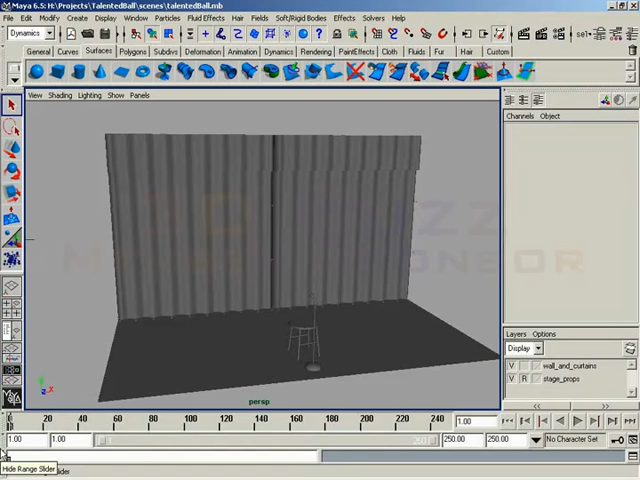 Maya 6.5: H:\Projects\TalentedBall\scenes\talentedBall.mb
File Edit Modify Create Display Window Particles Fluid Effects Fields Soft/Rigid Bodies Effects Solvers Hair Help
Dynamics
sel
General Curves Surfaces Polygons Subdivs Deformation Animation Dynamics Rendering PaintEffects Cloth Fluids Fur Hair Custom
View Shading Lighting Show Panels
Channels Object
3D
persp
Layers Options
Display
V wall_and_curtains
V R stage_props
20 40 60 80 100 120 140 160 180 200 220 240
1.00
1.00 1.00 260 250.00 250.00 No Character Set
Hide Range Slider